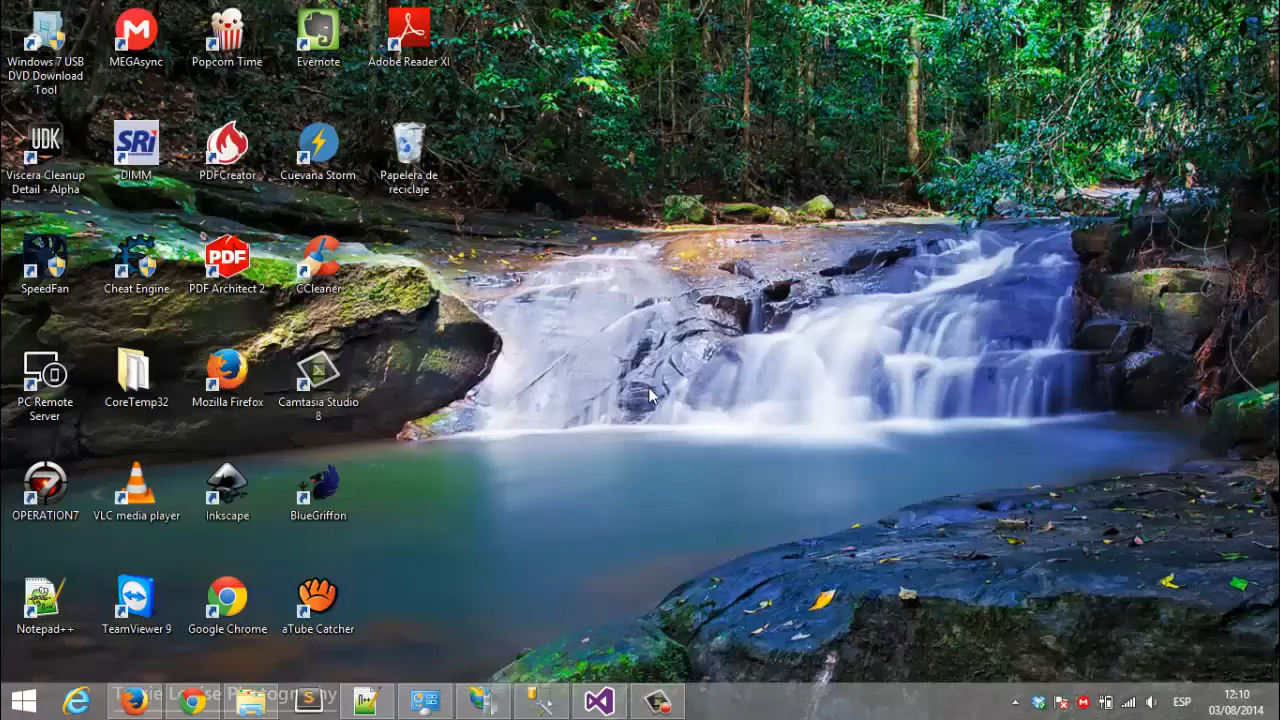 Windows 7 USB
DVD Download
Tool
MEGAsync
Popcorn Time
Evernote
Adobe Reader XI
UDK
Viscera Cleanup
Detail - Alpha
SRi
DIMM
PDFCreator
Cuevana Storm
Papelera de
reciclaje
SpeedFan
Cheat Engine
PDF
PDF Architect 2
CCleaner
PC Remote
Server
CoreTemp32
Mozilla Firefox
Camtasia Studio
8
OPERATION7
VLC media player
Inkscape
BlueGriffon
Notepad++
TeamViewer 9
Google Chrome
aTube Catcher
ESP
12:10
03/08/2014